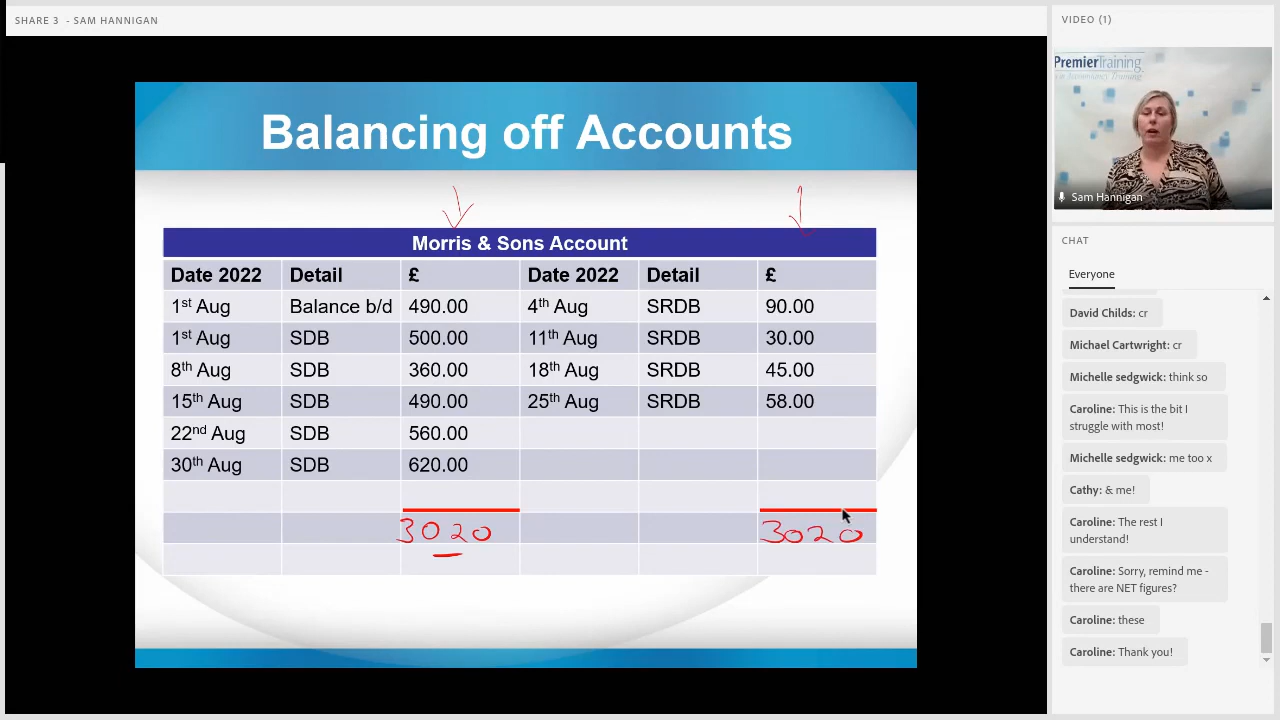 SHARE 3 - SAM HANNIGAN
Balancing off Accounts
Morris & Sons Account
Date 2022 Detail £ Date 2022 Detail £
1st Aug Balance b/d 490.00 4th Aug SRDB 90.00
1st Aug SDB 500.00 11th Aug SRDB 30.00
8th Aug SDB 360.00 18th Aug SRDB 45.00
15th Aug SDB 490.00 25th Aug SRDB 58.00
22nd Aug SDB 560.00
30th Aug SDB 620.00
3020 3020
VIDEO (1)
PremierTraining
in Accountancy Training
Sam Hannigan
CHAT
Everyone
David Childs: cr
Michael Cartwright: cr
Michelle sedgwick: think so
Caroline: This is the bit I
struggle with most!
Michelle sedgwick: me too x
Cathy: & me!
Caroline: The rest I
understand!
Caroline: Sorry, remind me -
there are NET figures?
Caroline: these
Caroline: Thank you!